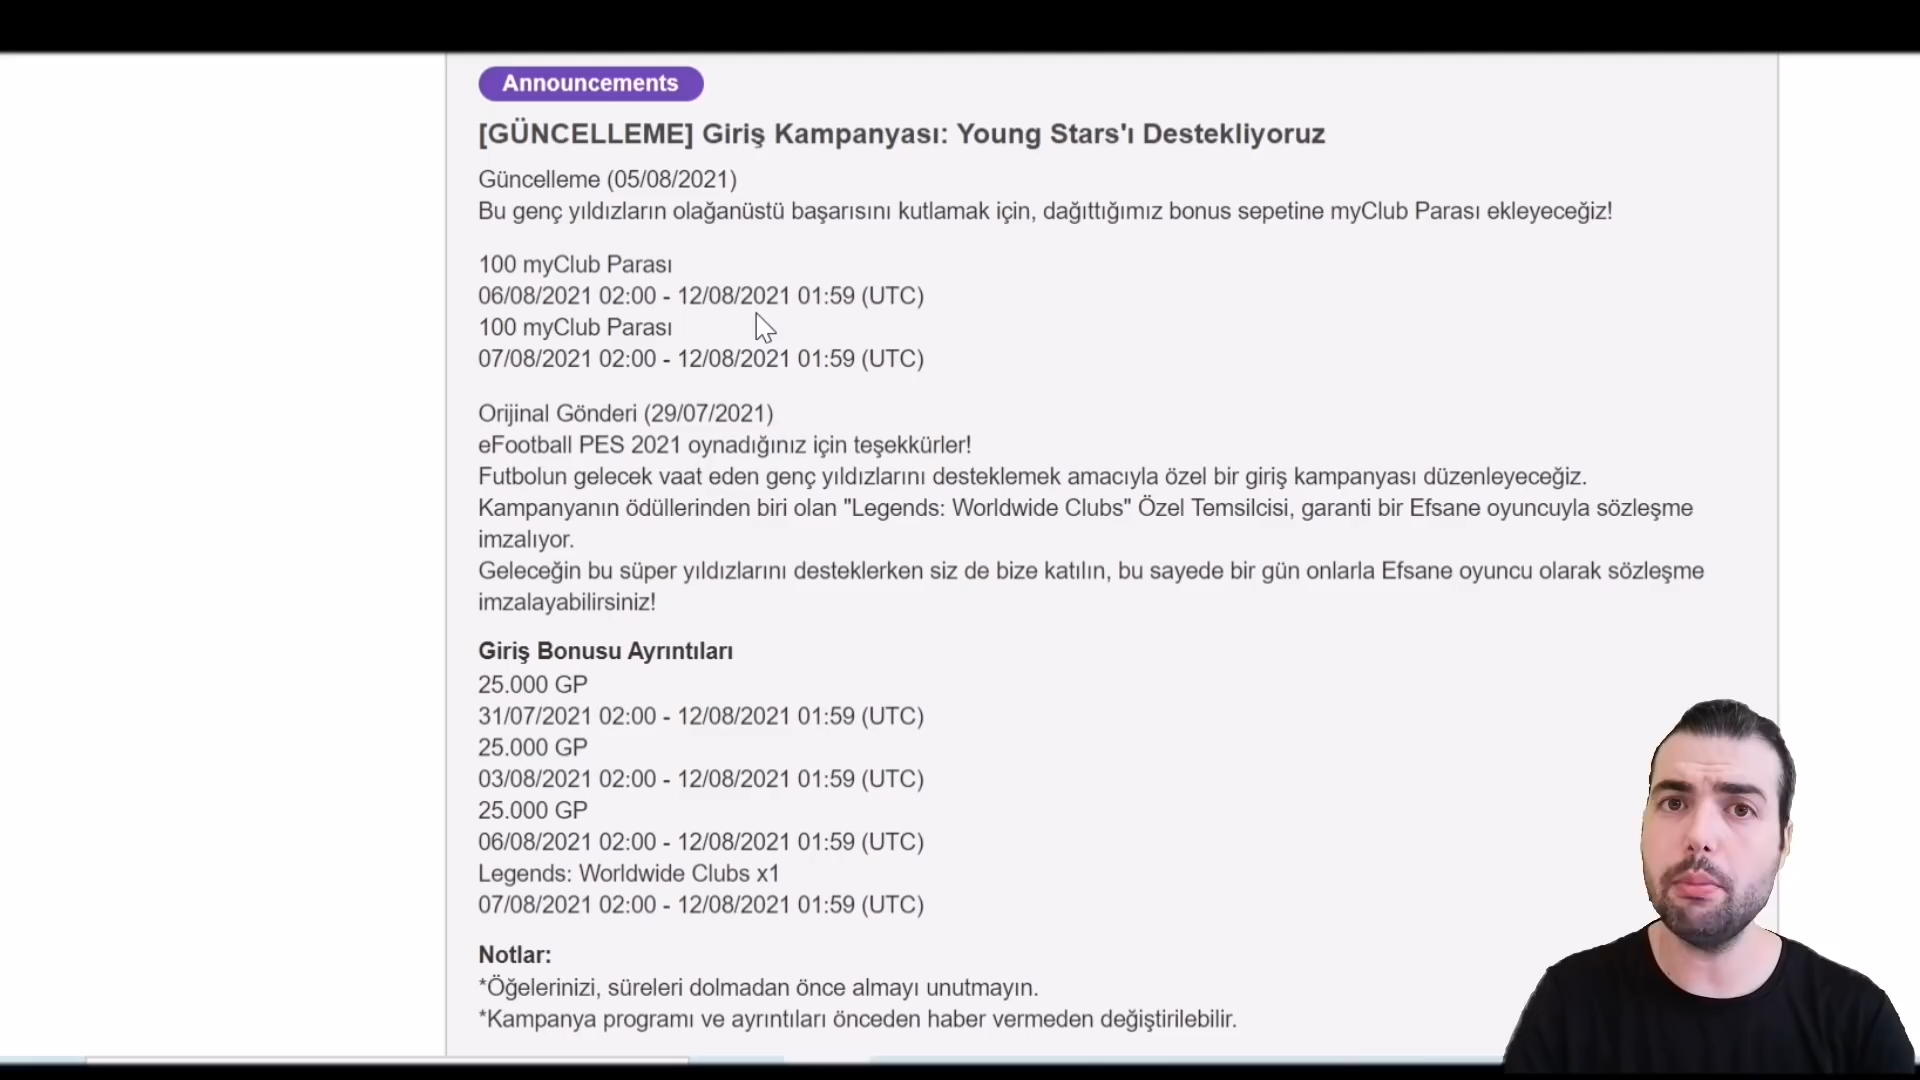 Announcements
[GÜNCELLEME] Giriş Kampanyası: Young Stars'ı Destekliyoruz
Güncelleme (05/08/2021)
Bu genç yıldızların olağanüstü başarısını kutlamak için, dağıttığımız bonus sepetine myClub Parası ekleyeceğiz!
100 myClub Parası
06/08/2021 02:00 - 12/08/2021 01:59 (UTC)
100 myClub Parası
07/08/2021 02:00 - 12/08/2021 01:59 (UTC)
Orijinal Gönderi (29/07/2021)
eFootball PES 2021 oynadığınız için teşekkürler!
Futbolun gelecek vaat eden genç yıldızlarını desteklemek amacıyla özel bir giriş kampanyası düzenleyeceğiz.
Kampanyanın ödüllerinden biri olan "Legends: Worldwide Clubs" Özel Temsilcisi, garanti bir Efsane oyuncuyla sözleşme
imzalıyor.
Geleceğin bu süper yıldızlarını desteklerken siz de bize katılın, bu sayede bir gün onlarla Efsane oyuncu olarak sözleşme
imzalayabilirsiniz!
Giriş Bonusu Ayrıntıları
25.000 GP
31/07/2021 02:00 - 12/08/2021 01:59 (UTC)
25.000 GP
03/08/2021 02:00 - 12/08/2021 01:59 (UTC)
25.000 GP
06/08/2021 02:00 - 12/08/2021 01:59 (UTC)
Legends: Worldwide Clubs x1
07/08/2021 02:00 - 12/08/2021 01:59 (UTC)
Notlar:
*Öğelerinizi, süreleri dolmadan önce almayı unutmayın.
*Kampanya programı ve ayrıntıları önceden haber vermeden değiştirilebilir.